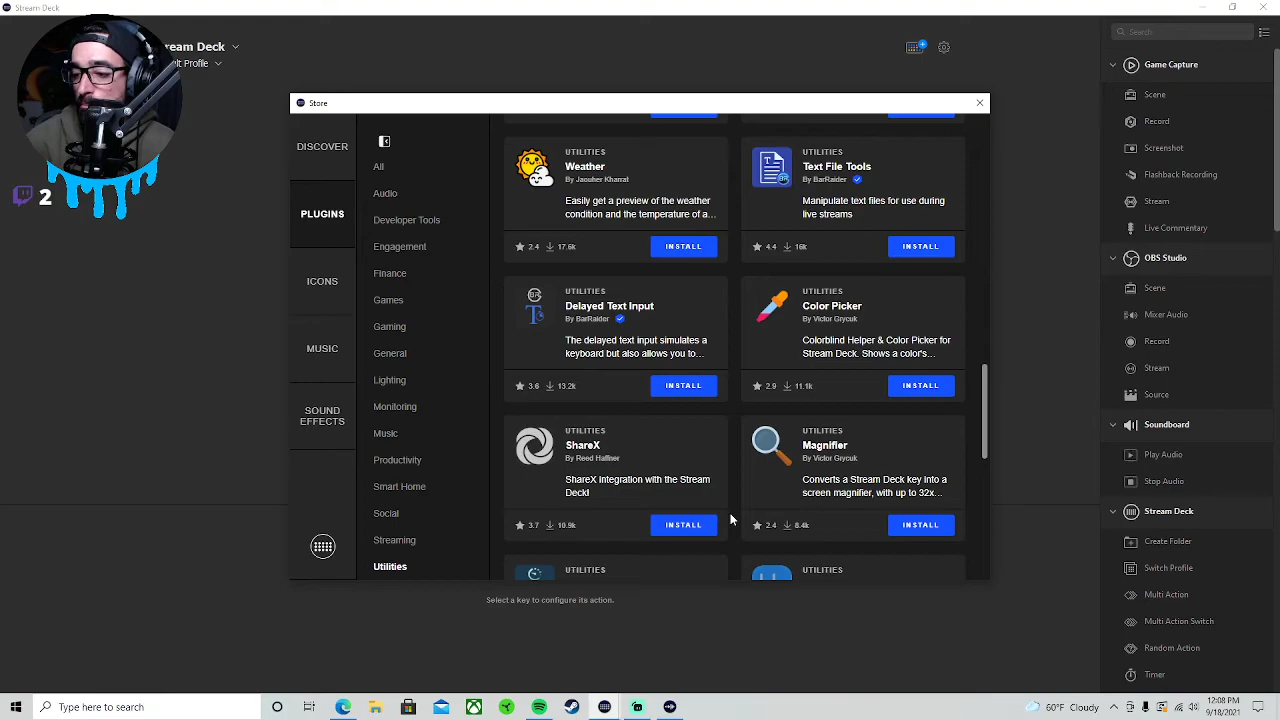 Stream Deck
tream Deck
ult Profile
2
Store
DISCOVER
PLUGINS
ICONS
MUSIC
SOUND
EFFECTS
All
Audio
Developer Tools
Engagement
Finance
Games
Gaming
General
Lighting
Monitoring
Music
Productivity
Smart Home
Social
Streaming
Utilities
UTILITIES
Weather
By Jaouher Kharrat
Easily get a preview of the weather
condition and the temperature of a...
2.4 17.6k INSTALL
UTILITIES
Text File Tools
By BarRaider
Manipulate text files for use during
live streams
4.4 16k INSTALL
UTILITIES
Delayed Text Input
By BarRaider
The delayed text input simulates a
keyboard but also allows you to...
3.6 13.2k INSTALL
UTILITIES
Color Picker
By Victor Grycuk
Colorblind Helper & Color Picker for
Stream Deck. Shows a color's...
2.9 11.1k INSTALL
UTILITIES
ShareX
By Reed Haffner
ShareX Integration with the Stream
Deck!
3.7 10.9k INSTALL
UTILITIES
Magnifier
By Victor Grycuk
Converts a Stream Deck key into a
screen magnifier, with up to 32x...
2.4 8.4k INSTALL
UTILITIES
UTILITIES
Select a key to configure its action.
Search
Game Capture
Scene
Record
Screenshot
Flashback Recording
Stream
Live Commentary
OBS Studio
Scene
Mixer Audio
Record
Stream
Source
Soundboard
Play Audio
Stop Audio
Stream Deck
Create Folder
Switch Profile
Multi Action
Multi Action Switch
Random Action
Timer
Type here to search
60°F Cloudy
12:08 PM
9/18/2021